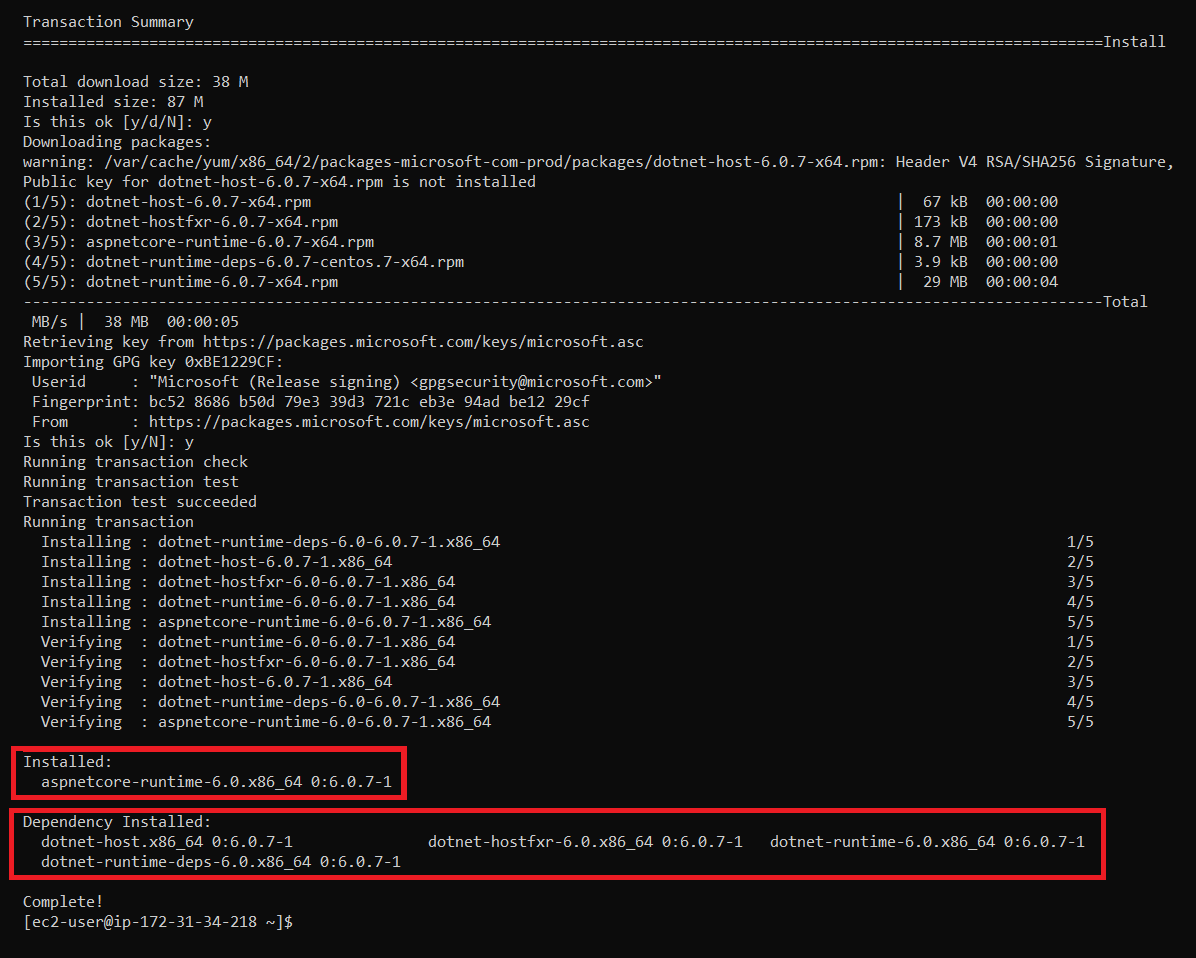 Transaction Summary
========================================================================================================================Install

Total download size: 38 M
Installed size: 87 M
Is this ok [y/d/N]: y
Downloading packages:
warning: /var/cache/yum/x86_64/2/packages-microsoft-com-prod/packages/dotnet-host-6.0.7-x64.rpm: Header V4 RSA/SHA256 Signature,
Public key for dotnet-host-6.0.7-x64.rpm is not installed
(1/5): dotnet-host-6.0.7-x64.rpm | 67 kB 00:00:00
(2/5): dotnet-hostfxr-6.0.7-x64.rpm | 173 kB 00:00:00
(3/5): aspnetcore-runtime-6.0.7-x64.rpm | 8.7 MB 00:00:01
(4/5): dotnet-runtime-deps-6.0.7-centos.7-x64.rpm | 3.9 kB 00:00:00
(5/5): dotnet-runtime-6.0.7-x64.rpm | 29 MB 00:00:04
------------------------------------------------------------------------------------------------------------------------Total
MB/s | 38 MB 00:00:05
Retrieving key from https://packages.microsoft.com/keys/microsoft.asc
Importing GPG key 0xBE1229CF:
Userid : "Microsoft (Release signing) <gpgsecurity@microsoft.com>"
Fingerprint: bc52 8686 b50d 79e3 39d3 721c eb3e 94ad be12 29cf
From : https://packages.microsoft.com/keys/microsoft.asc
Is this ok [y/N]: y
Running transaction check
Running transaction test
Transaction test succeeded
Running transaction
Installing : dotnet-runtime-deps-6.0-6.0.7-1.x86_64 1/5
Installing : dotnet-host-6.0.7-1.x86_64 2/5
Installing : dotnet-hostfxr-6.0-6.0.7-1.x86_64 3/5
Installing : dotnet-runtime-6.0-6.0.7-1.x86_64 4/5
Installing : aspnetcore-runtime-6.0-6.0.7-1.x86_64 5/5
Verifying : dotnet-runtime-6.0-6.0.7-1.x86_64 1/5
Verifying : dotnet-hostfxr-6.0-6.0.7-1.x86_64 2/5
Verifying : dotnet-host-6.0.7-1.x86_64 3/5
Verifying : dotnet-runtime-deps-6.0-6.0.7-1.x86_64 4/5
Verifying : aspnetcore-runtime-6.0-6.0.7-1.x86_64 5/5

Installed:
aspnetcore-runtime-6.0.x86_64 0:6.0.7-1

Dependency Installed:
dotnet-host.x86_64 0:6.0.7-1 dotnet-hostfxr-6.0.x86_64 0:6.0.7-1 dotnet-runtime-6.0.x86_64 0:6.0.7-1
dotnet-runtime-deps-6.0.x86_64 0:6.0.7-1

Complete!
[ec2-user@ip-172-31-34-218 ~]$